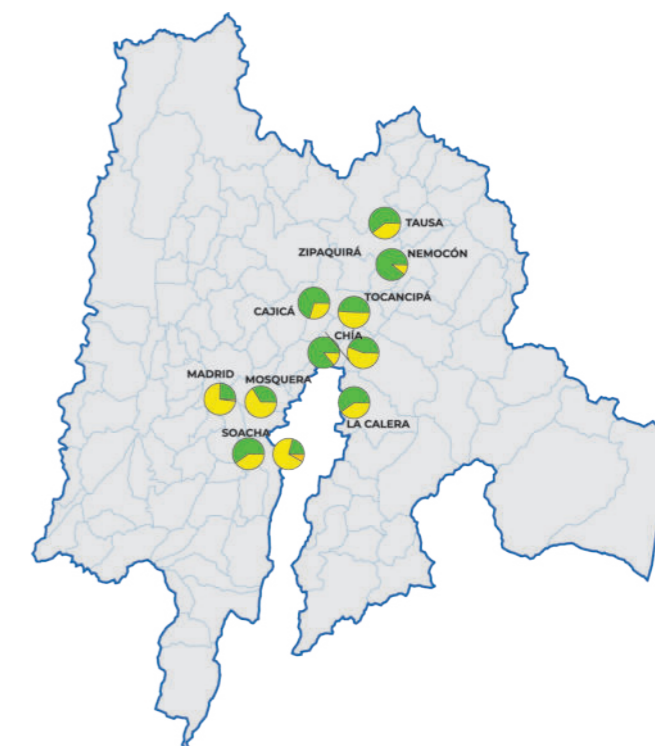 TAUSA
ZIPAQUIRÁ
NEMOCÓN
TOCANCIPÁ
CAJICÁ
CHÍA
MADRID
MOSQUERA
LA CALERA
SOACHA